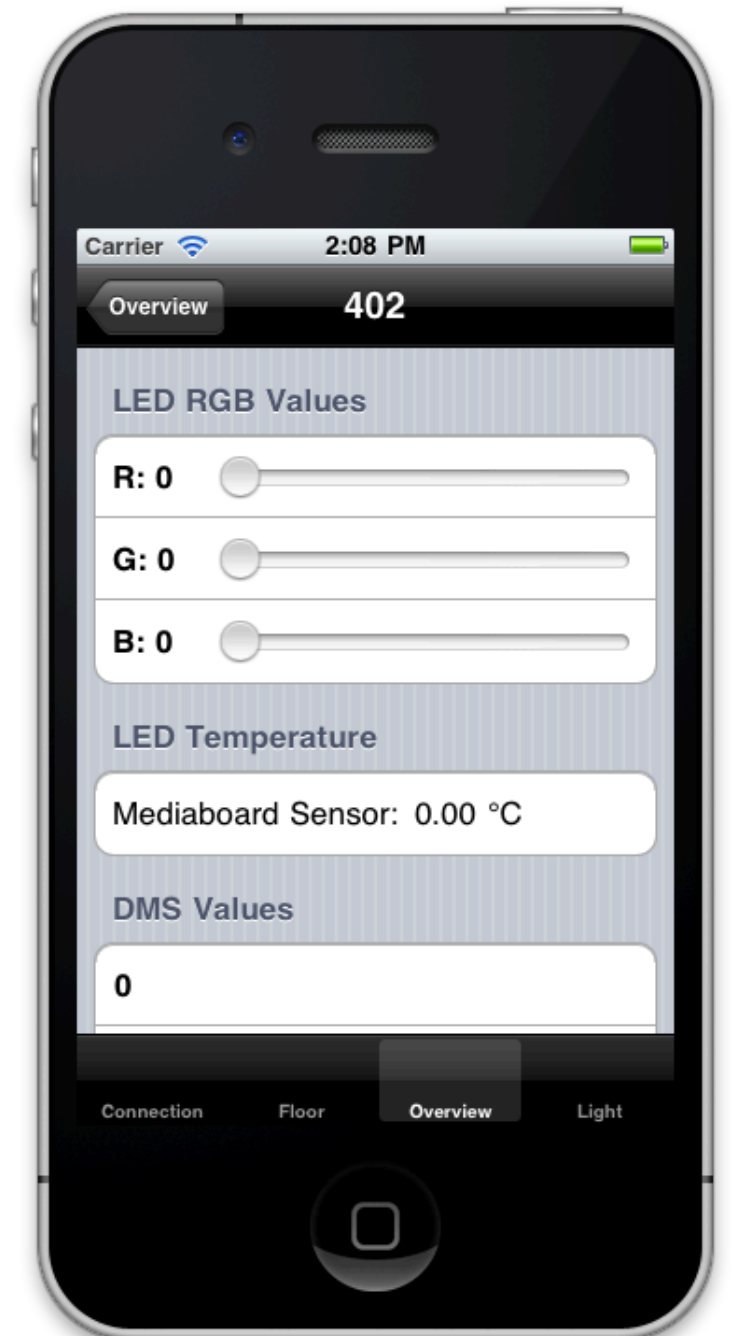 Carrier 2:08 PM
Overview 402
LED RGB Values
R: 0
G: 0
B: 0
LED Temperature
Mediaboard Sensor: 0.00 °C
DMS Values
0
Connection Floor Overview Light